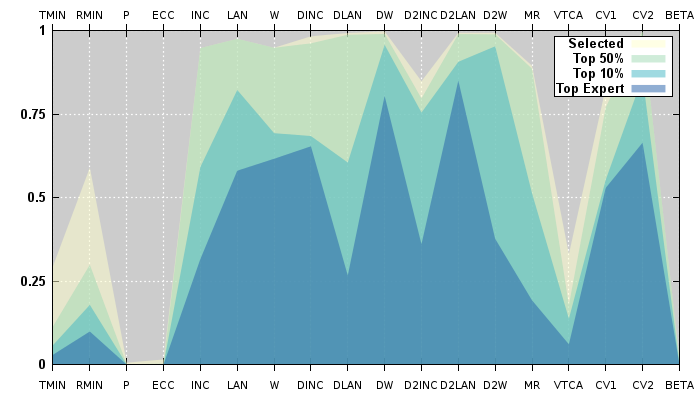 TMIN RMIN P ECC INC LAN W DINC DLAN DW D2INC D2LAN D2W MR VTCA CV1 CV2 BETA
1
Selected
Top 50%
Top 10%
Top Expert
0.75
0.5
0.25
0
TMIN RMIN P ECC INC LAN W DINC DLAN DW D2INC D2LAN D2W MR VTCA CV1 CV2 BETA